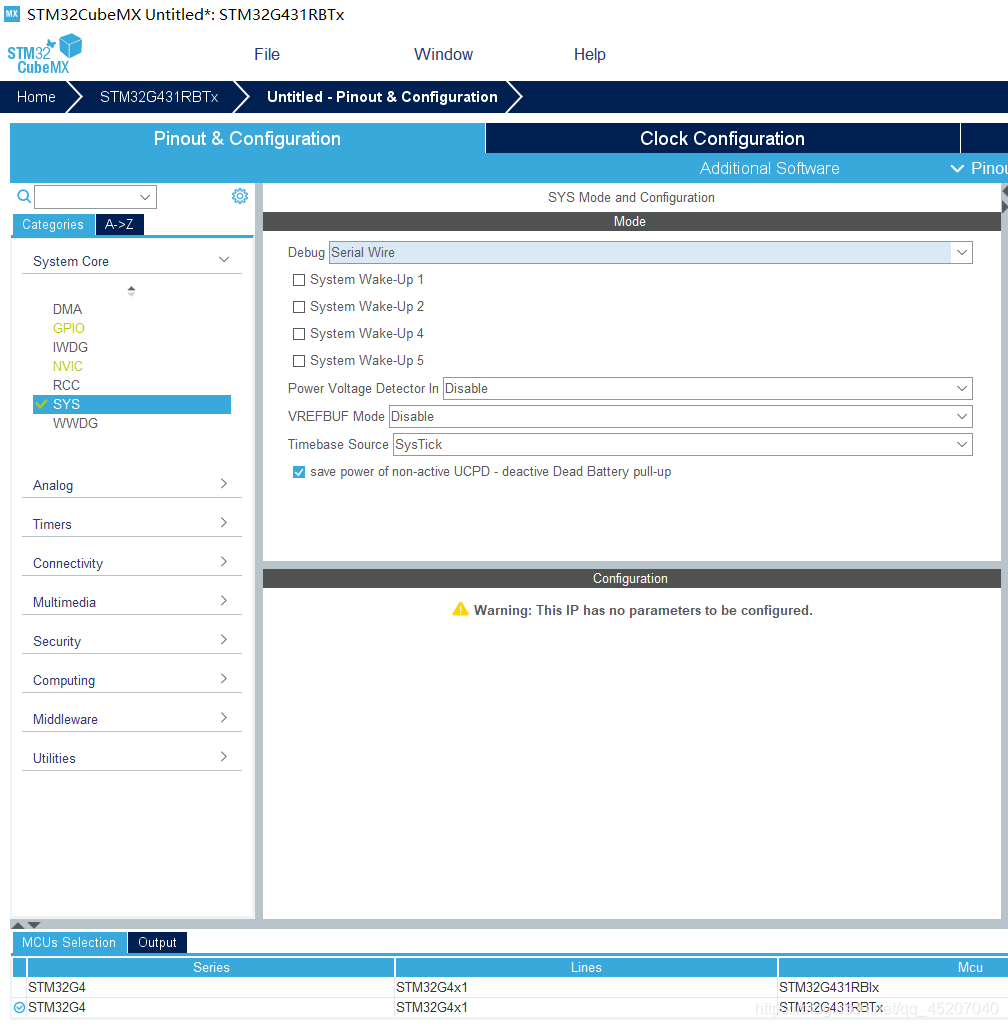 MX STM32CubeMX Untitled*: STM32G431RBTx
STM32 CubeMX
File Window Help
Home STM32G431RBTx Untitled - Pinout & Configuration
Pinout & Configuration Clock Configuration
Additional Software Pinou
SYS Mode and Configuration
Categories A->Z
Mode
System Core
Debug Serial Wire
System Wake-Up 1
System Wake-Up 2
System Wake-Up 4
System Wake-Up 5
Power Voltage Detector In Disable
VREFBUF Mode Disable
Timebase Source SysTick
save power of non-active UCPD - deactive Dead Battery pull-up
DMA
GPIO
IWDG
NVIC
RCC
SYS
WWDG
Analog
Timers
Connectivity
Multimedia
Security
Computing
Middleware
Utilities
Configuration
Warning: This IP has no parameters to be configured.
MCUs Selection Output
Series Lines Mcu
STM32G4 STM32G4x1 STM32G431RBIx
STM32G4 STM32G4x1 STM32G431RBTx